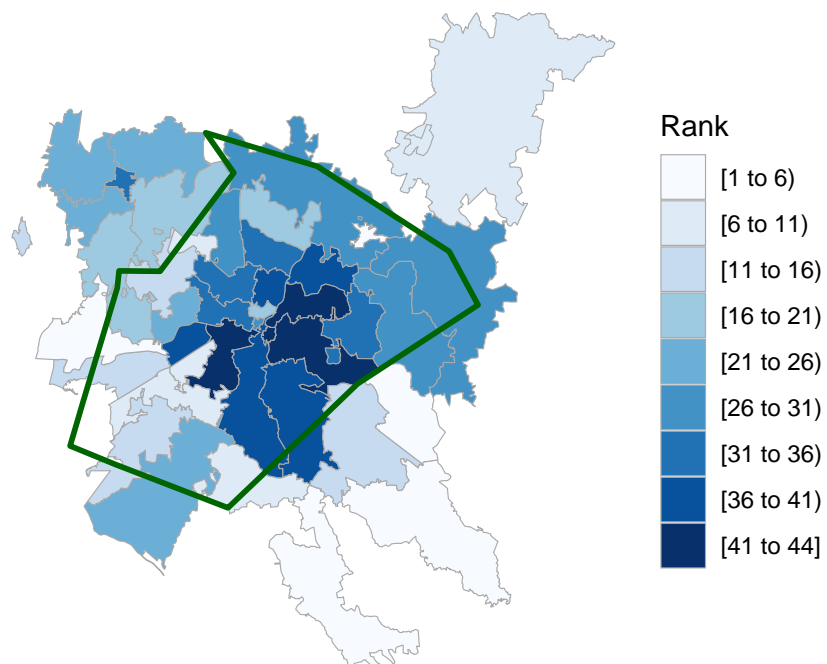 Rank
[1 to 6)
[6 to 11)
[11 to 16)
[16 to 21)
[21 to 26)
[26 to 31)
[31 to 36)
[36 to 41)
[41 to 44]